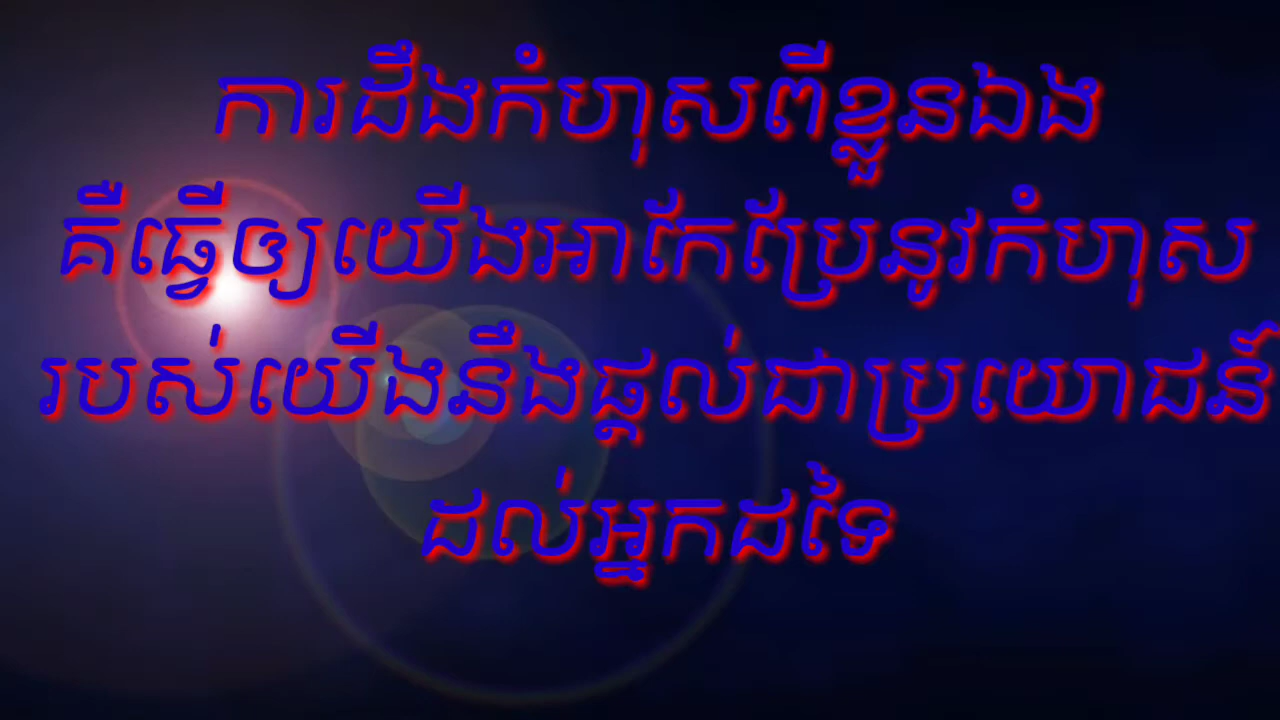 ការដឹងកំហុសពីខ្លួនឯង
គឺធ្វើឲ្យយើងអាកែប្រែនូវកំហុស
របស់យើងនឹងផ្តល់ជាប្រយោជន៍
ដល់អ្នកដទៃ